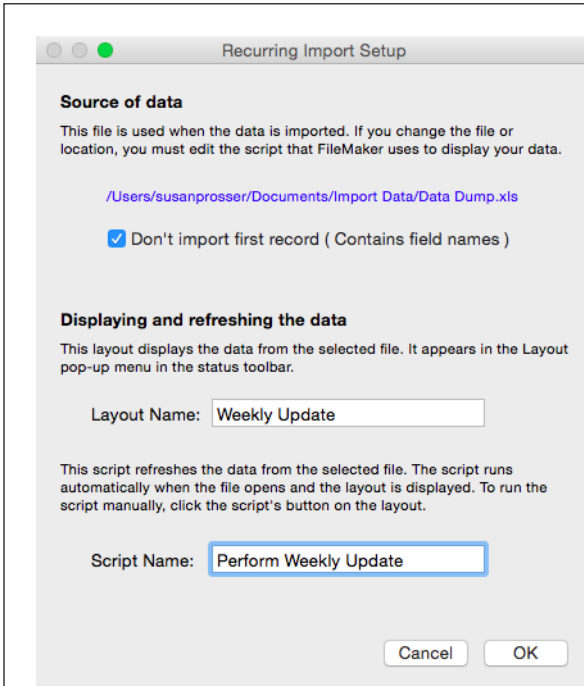 Recurring Import Setup
Source of data
This file is used when the data is imported. If you change the file or
location, you must edit the script that FileMaker uses to display your data.
/Users/susanprosser/Documents/Import Data/Data Dump.xls
Don't import first record ( Contains field names )
Displaying and refreshing the data
This layout displays the data from the selected file. It appears in the Layout
pop-up menu in the status toolbar.
Layout Name: Weekly Update
This script refreshes the data from the selected file. The script runs
automatically when the file opens and the layout is displayed. To run the
script manually, click the script's button on the layout.
Script Name: Perform Weekly Update
Cancel OK